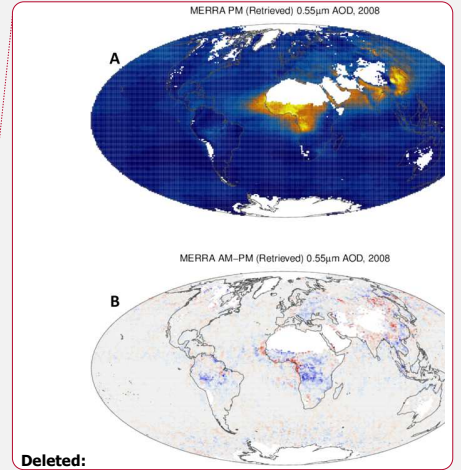 MERRA PM (Retrieved) 0.55μm AOD, 2008
A
MERRA AM−PM (Retrieved) 0.55μm AOD, 2008
B
Deleted: